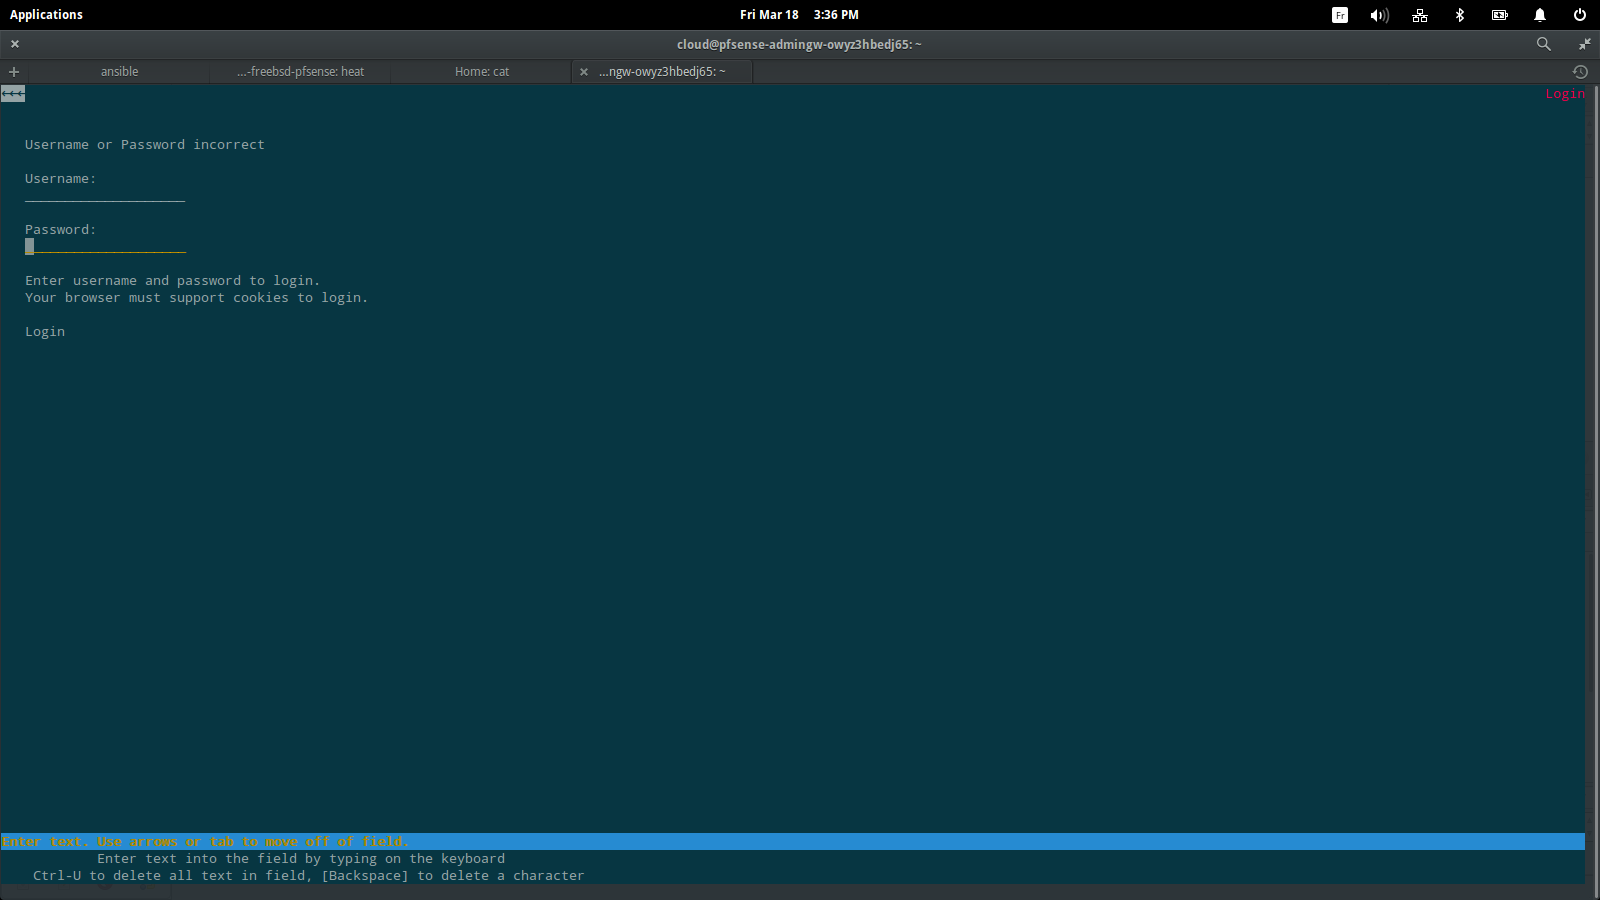 Applications
Fri Mar 18 3:36 PM
Fr
cloud@pfsense-admingw-owyz3hbedj65: ~
ansible
...-freebsd-pfsense: heat
Home: cat
...ngw-owyz3hbedj65: ~
←←←
Login
Username or Password incorrect
Username:
____________________
Password:
____________________
Enter username and password to login.
Your browser must support cookies to login.
Login
Enter text. Use arrows or tab to move off of field.
Enter text into the field by typing on the keyboard
Ctrl-U to delete all text in field, [Backspace] to delete a character